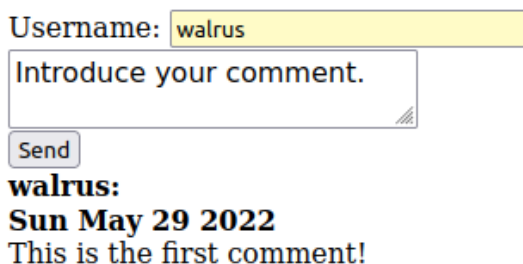 Username: walrus
Introduce your comment.
Send
walrus:
Sun May 29 2022
This is the first comment!